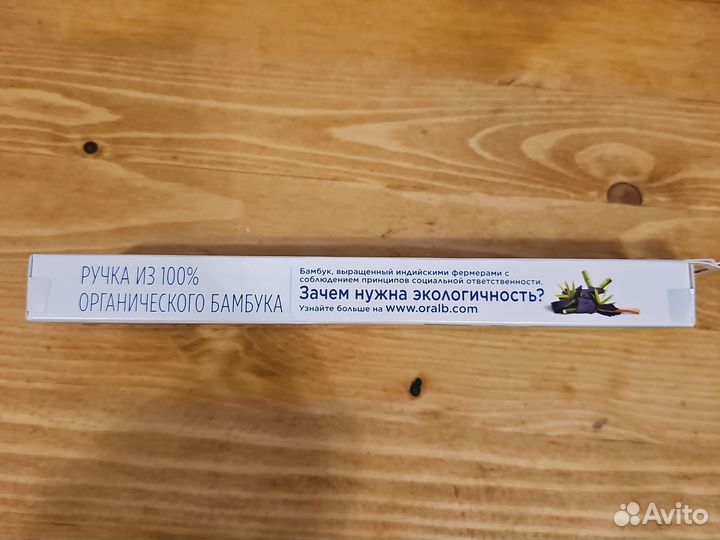 РУЧКА ИЗ 100%
ОРГАНИЧЕСКОГО БАМБУКА
Бамбук, выращенный индийскими фермерами с
соблюдением принципов социальной ответственности.
Зачем нужна экологичность?
Узнайте больше на www.oralb.com
Avito